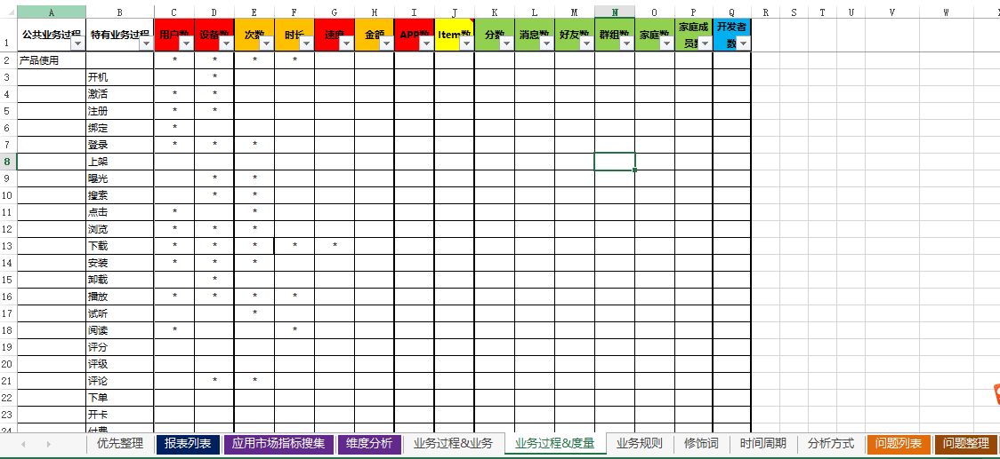 A B C D E F G H I J K L M N O P Q R S T U V W
1 公共业务过程 特有业务过程 用户数 设备数 次数 时长 速度 金额 APP数 Item数 分数 消息数 好友数 群组数 家庭数 家庭成员数 开发者数
2 产品使用 * * * *
3 开机 *
4 激活 * *
5 注册 * *
6 绑定 *
7 登录 * * *
8 上架
9 曝光 * *
10 搜索 * *
11 点击 * *
12 浏览 * * *
13 下载 * * * * *
14 安装 * * *
15 卸载 *
16 播放 * * * *
17 试听 *
18 阅读 * *
19 评分
20 评级
21 评论 * *
22 下单
23 开卡
24 付费
优先整理 报表列表 应用市场指标搜集 维度分析 业务过程&业务 业务过程&度量 业务规则 修饰词 时间周期 分析方式 问题列表 问题整理